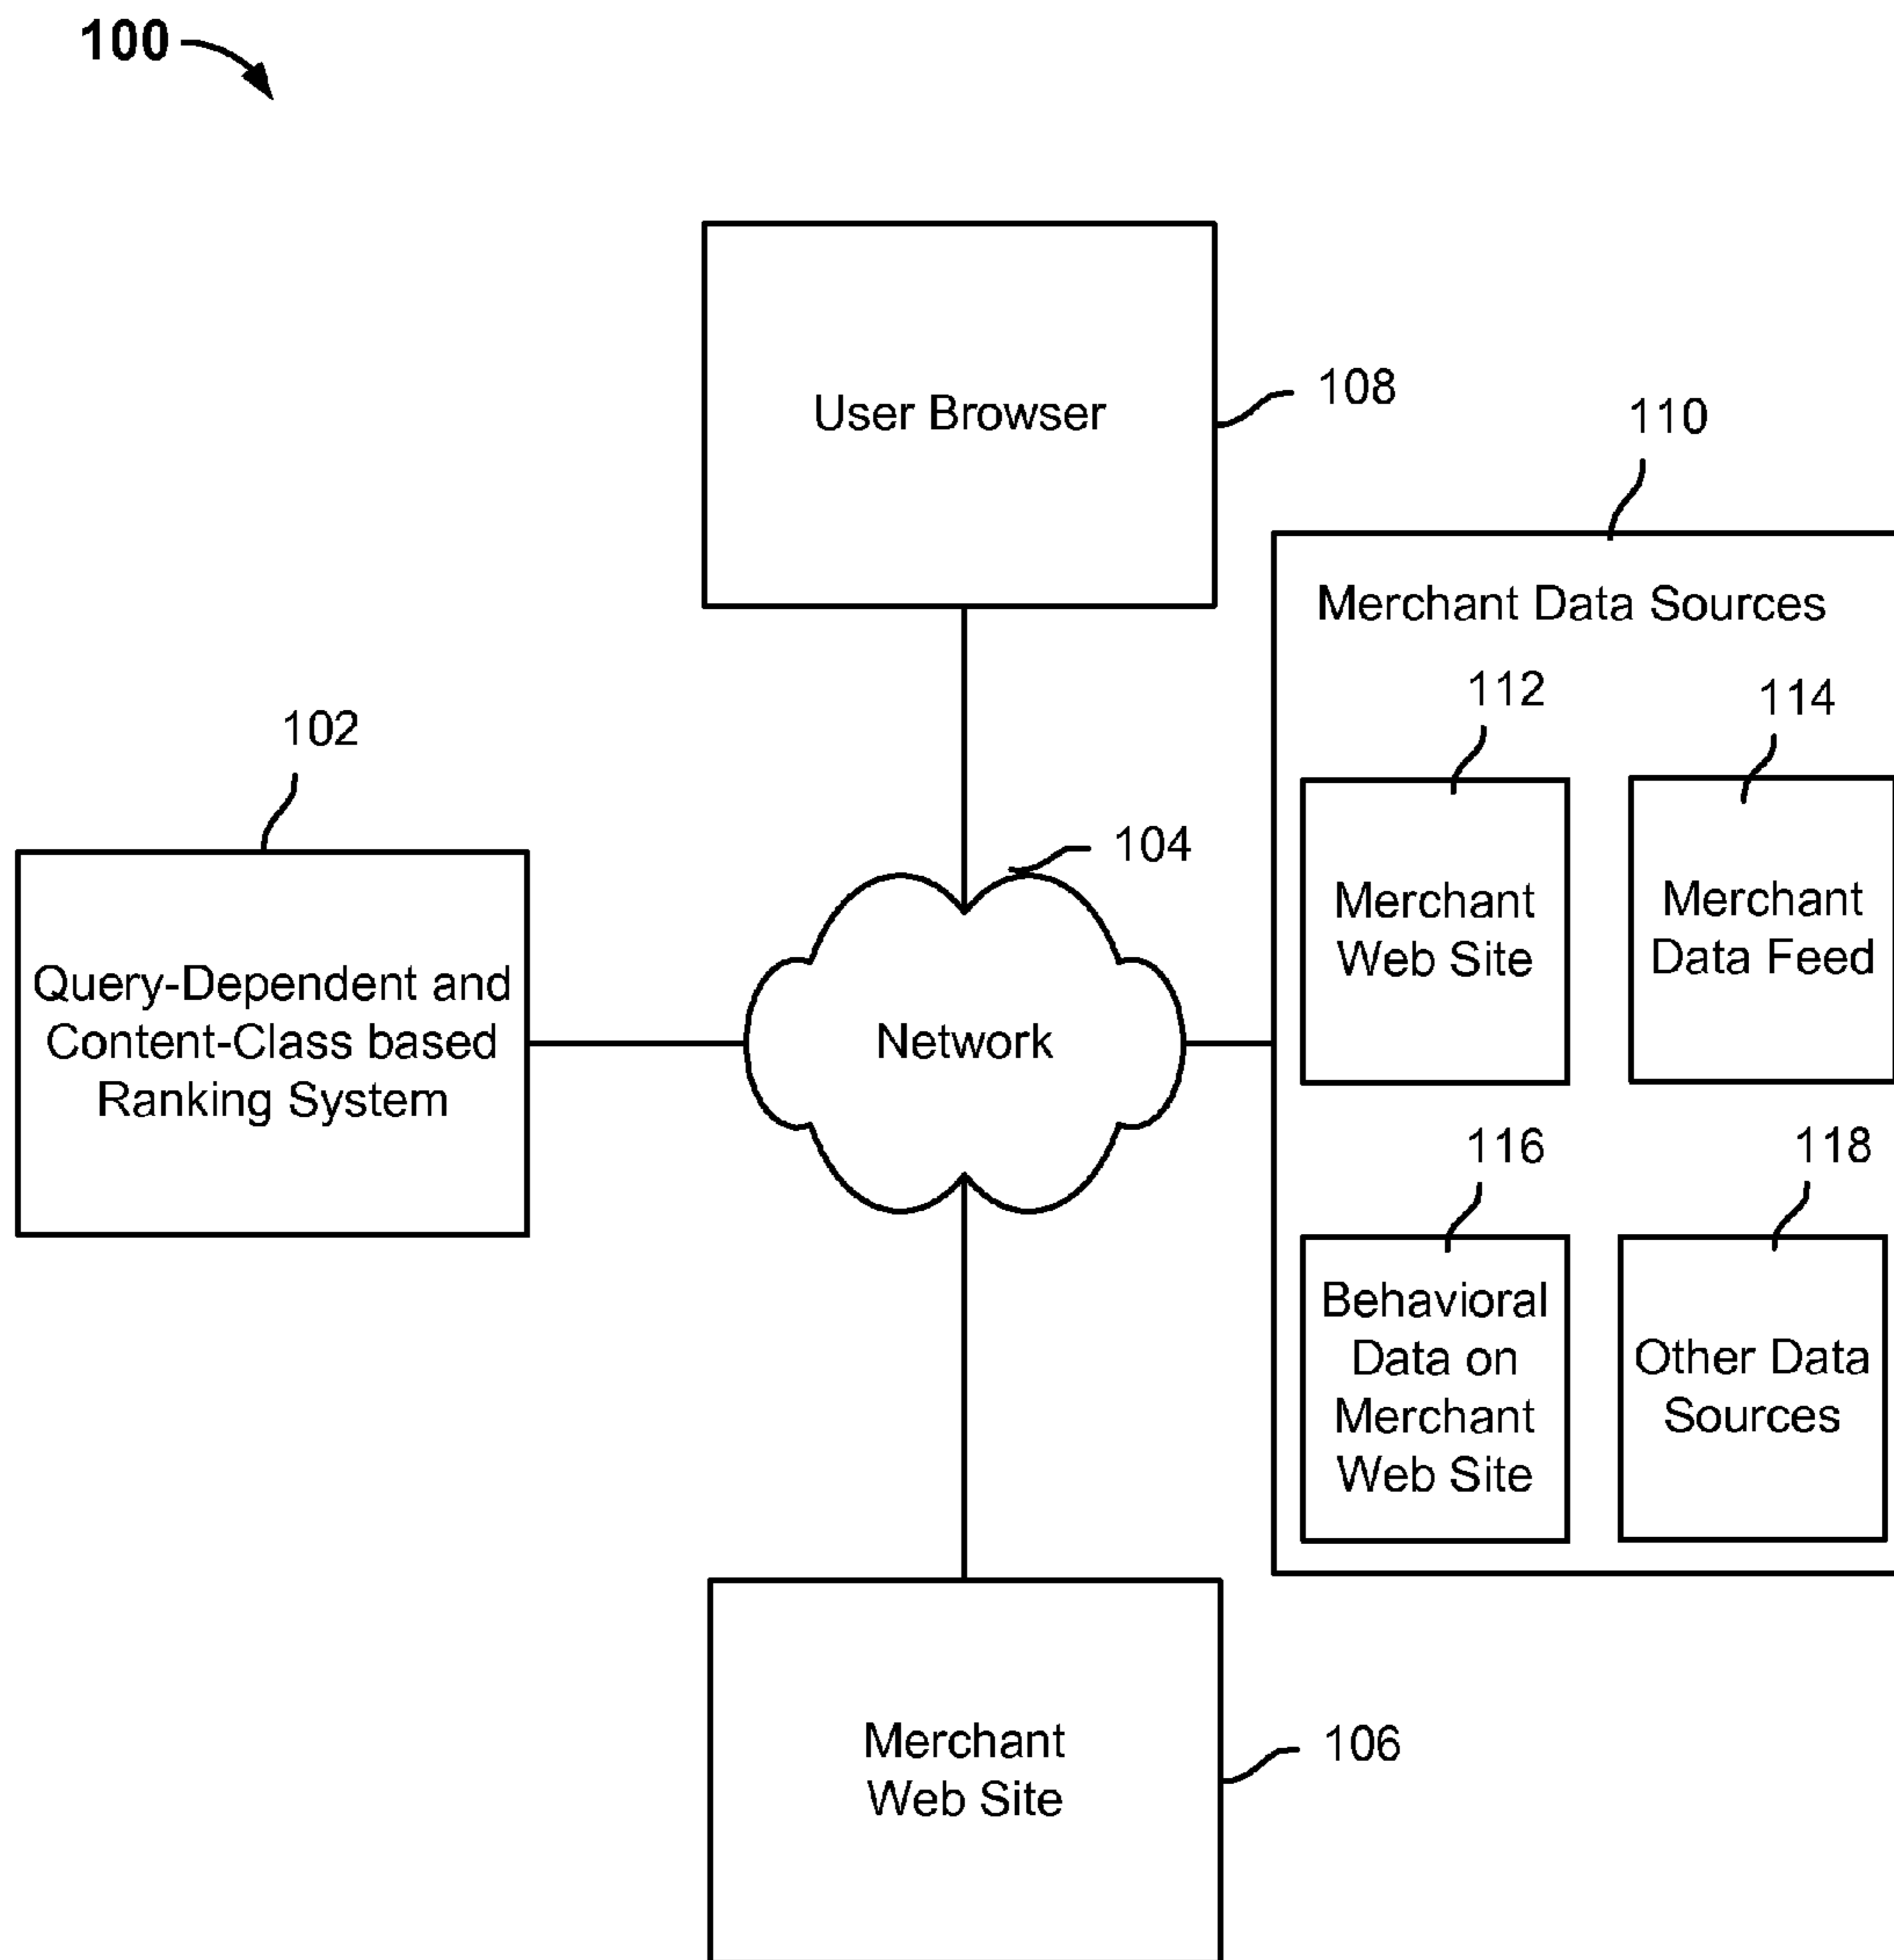 100
User Browser
108
110
Merchant Data Sources
112
114
102
104
Merchant
Web Site
Merchant
Data Feed
Query-Dependent and
Content-Class based
Ranking System
Network
116
118
Behavioral
Data on
Merchant
Web Site
Other Data
Sources
Merchant
Web Site
106